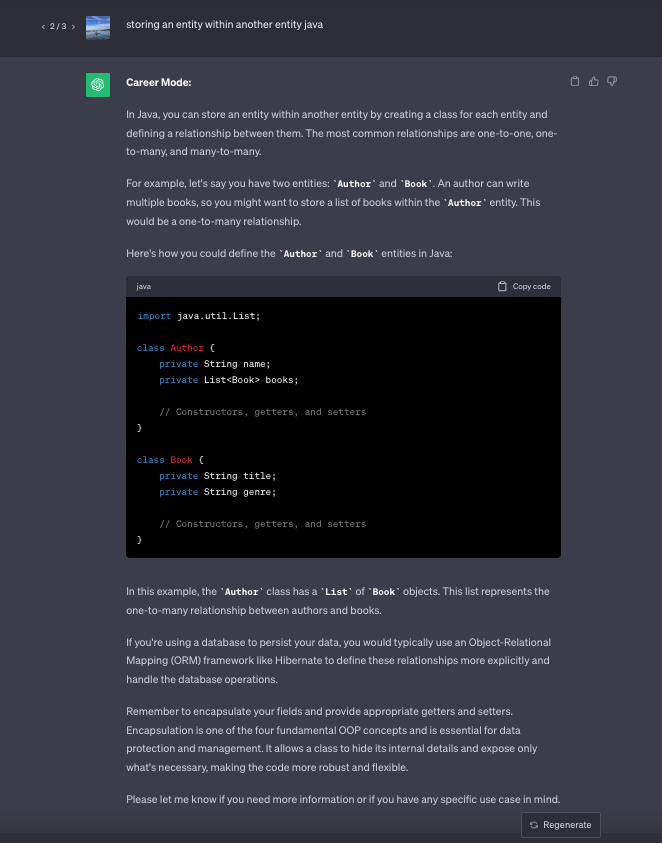 < 2 / 3 >
storing an entity within another entity java
Career Mode:
In Java, you can store an entity within another entity by creating a class for each entity and
defining a relationship between them. The most common relationships are one-to-one, one-
to-many, and many-to-many.
For example, let's say you have two entities: `Author` and `Book`. An author can write
multiple books, so you might want to store a list of books within the `Author` entity. This
would be a one-to-many relationship.
Here's how you could define the `Author` and `Book` entities in Java:
java
Copy code
import java.util.List;
class Author {
    private String name;
    private List<Book> books;
    // Constructors, getters, and setters
}
class Book {
    private String title;
    private String genre;
    // Constructors, getters, and setters
}
In this example, the `Author` class has a `List` of `Book` objects. This list represents the
one-to-many relationship between authors and books.
If you're using a database to persist your data, you would typically use an Object-Relational
Mapping (ORM) framework like Hibernate to define these relationships more explicitly and
handle the database operations.
Remember to encapsulate your fields and provide appropriate getters and setters.
Encapsulation is one of the four fundamental OOP concepts and is essential for data
protection and management. It allows a class to hide its internal details and expose only
what's necessary, making the code more robust and flexible.
Please let me know if you need more information or if you have any specific use case in mind.
Regenerate